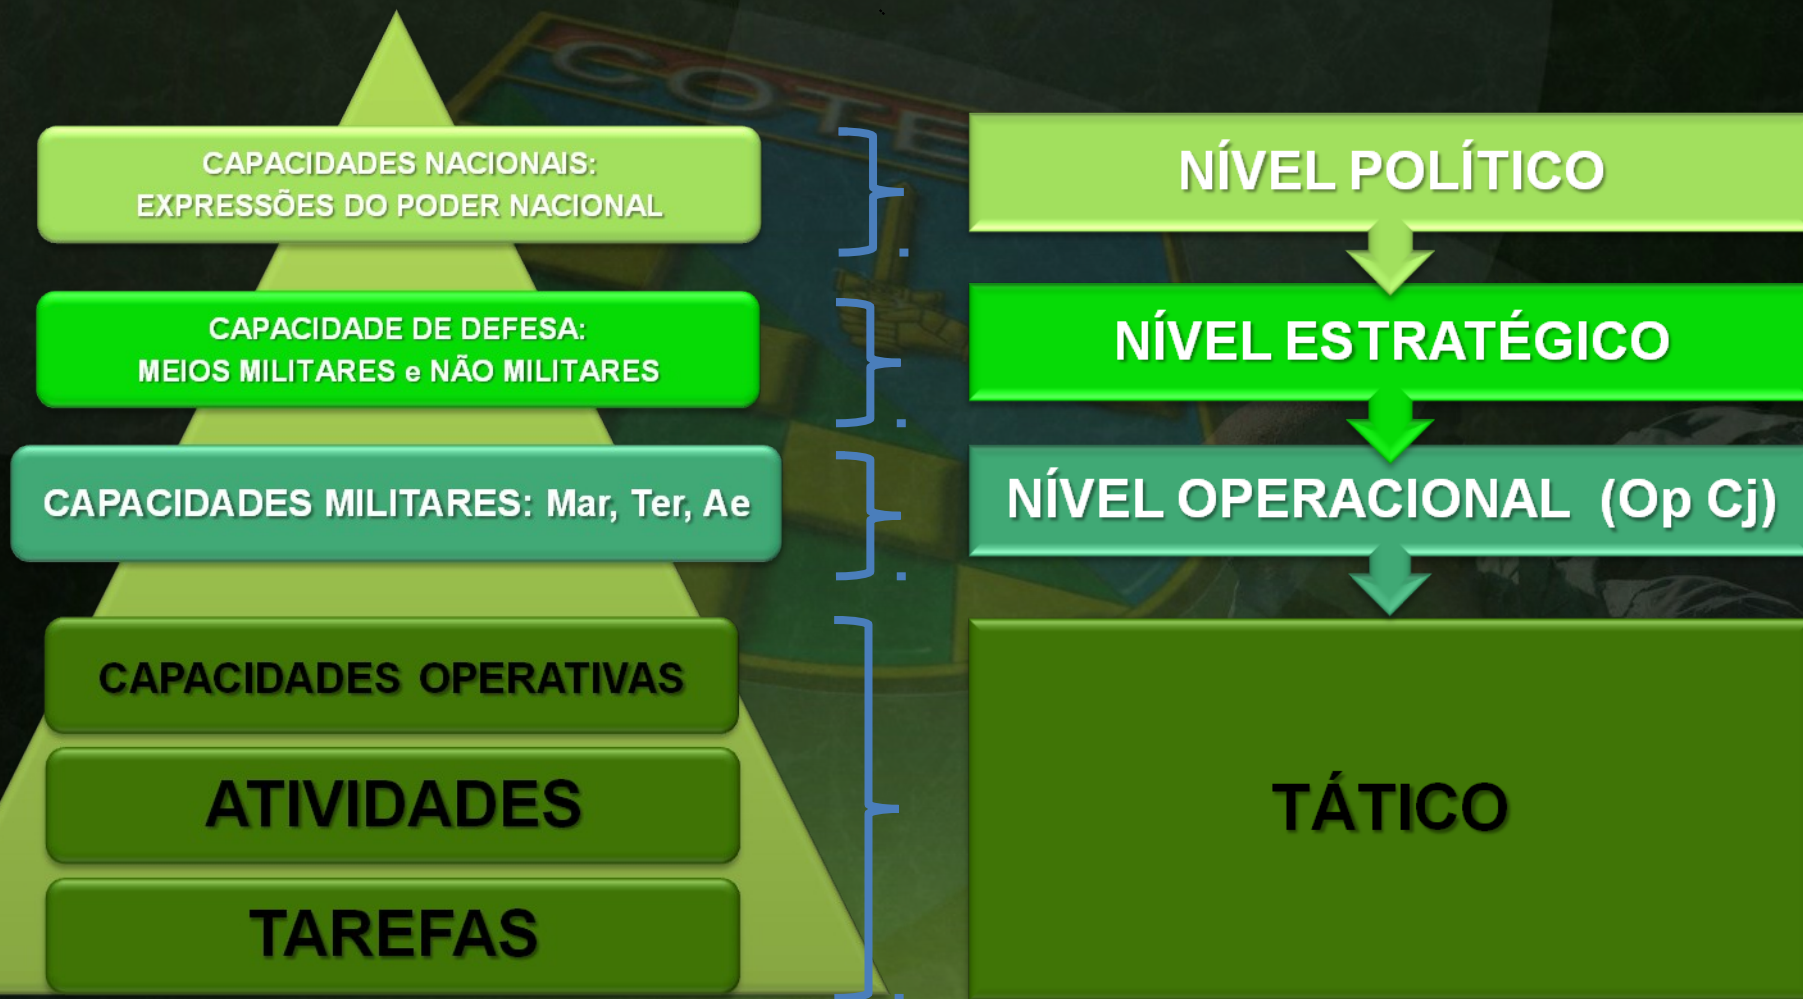 COTE
CAPACIDADES NACIONAIS:
EXPRESSÕES DO PODER NACIONAL
CAPACIDADE DE DEFESA:
MEIOS MILITARES e NÃO MILITARES
CAPACIDADES MILITARES: Mar, Ter, Ae
CAPACIDADES OPERATIVAS
ATIVIDADES
TAREFAS
NÍVEL POLÍTICO
NÍVEL ESTRATÉGICO
NÍVEL OPERACIONAL (Op Cj)
TÁTICO